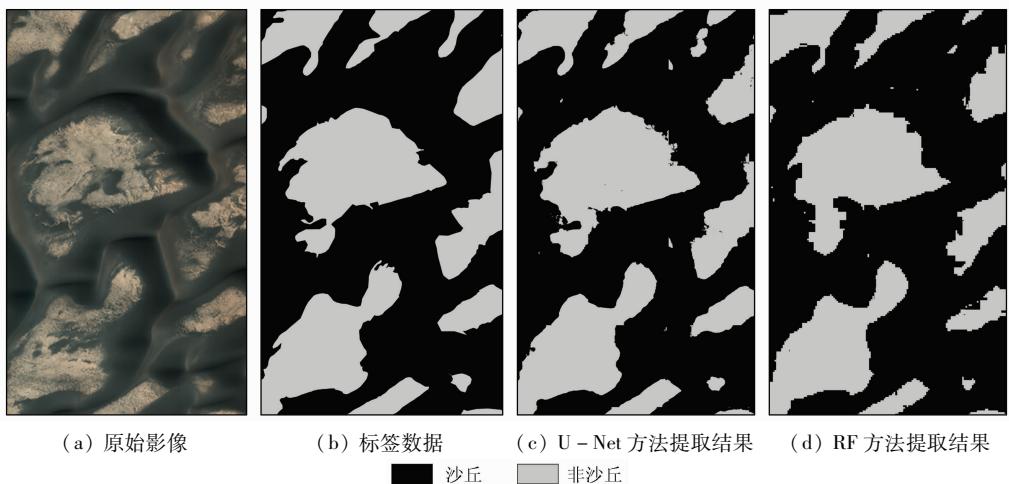 (a) 原始影像
(b) 标签数据
(c) U-Net 方法提取结果
(d) RF 方法提取结果
沙丘
非沙丘